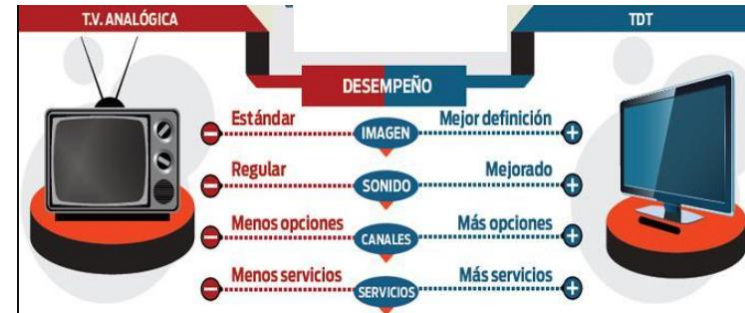 T.V. ANALÓGICA
TDT
DESEMPEÑO
Estándar
IMAGEN
Mejor definición
Regular
SONIDO
Mejorado
Menos opciones
CANALES
Más opciones
Menos servicios
SERVICIOS
Más servicios